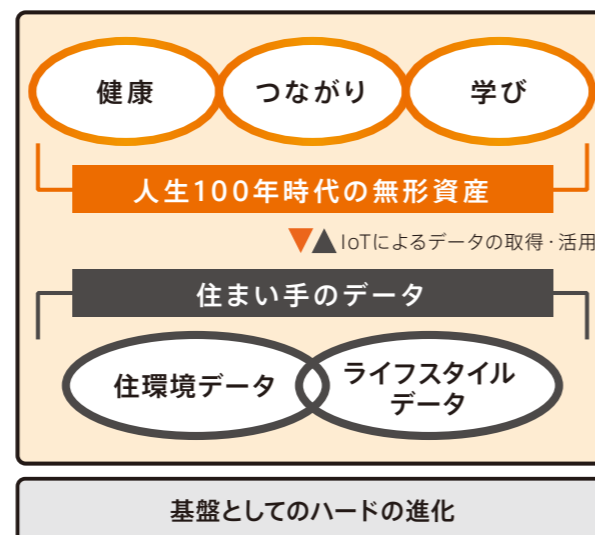 健康
つながり
学び
人生100年時代の無形資産
▼▲IoTによるデータの取得・活用
住まい手のデータ
住環境データ
ライフスタイル
データ
基盤としてのハードの進化